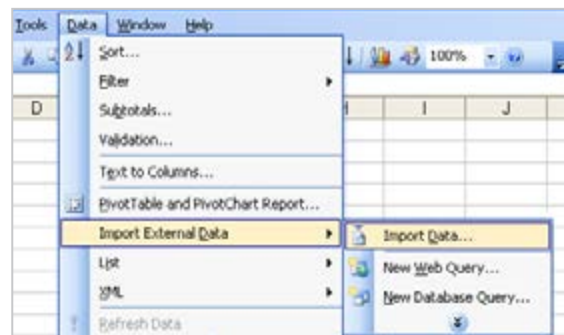 Tools Data Window Help
Sort...
100%
Filter
D
Subtotals...
I J
Validation...
Text to Columns...
PivotTable and PivotChart Report...
Import External Data
Import Data...
List
New Web Query...
XML
New Database Query...
Refresh Data